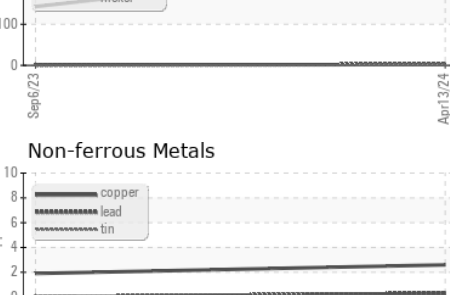 100
0
Sep6/23
Apr13/24
Non-ferrous Metals
10
8
6
4
2
0
copper
lead
tin